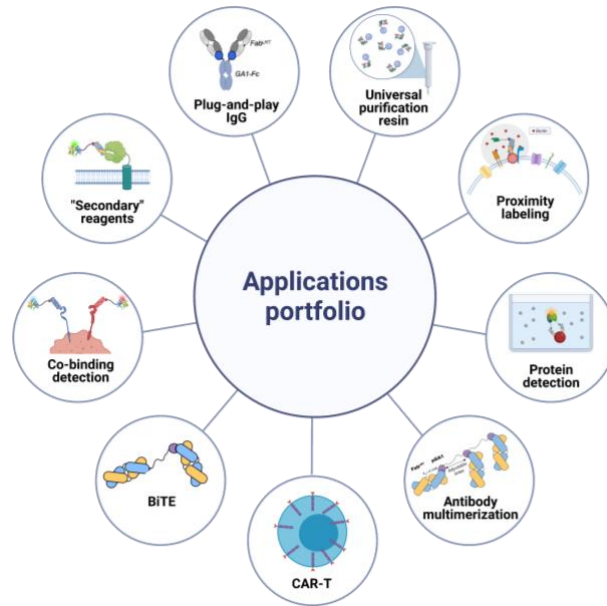 Applications
portfolio
Plug-and-play
IgG
GA1-Fc
Universal
purification
resin
Proximity
labeling
Protein
detection
Antibody
multimerization
CAR-T
BiTE
Co-binding
detection
"Secondary"
reagents